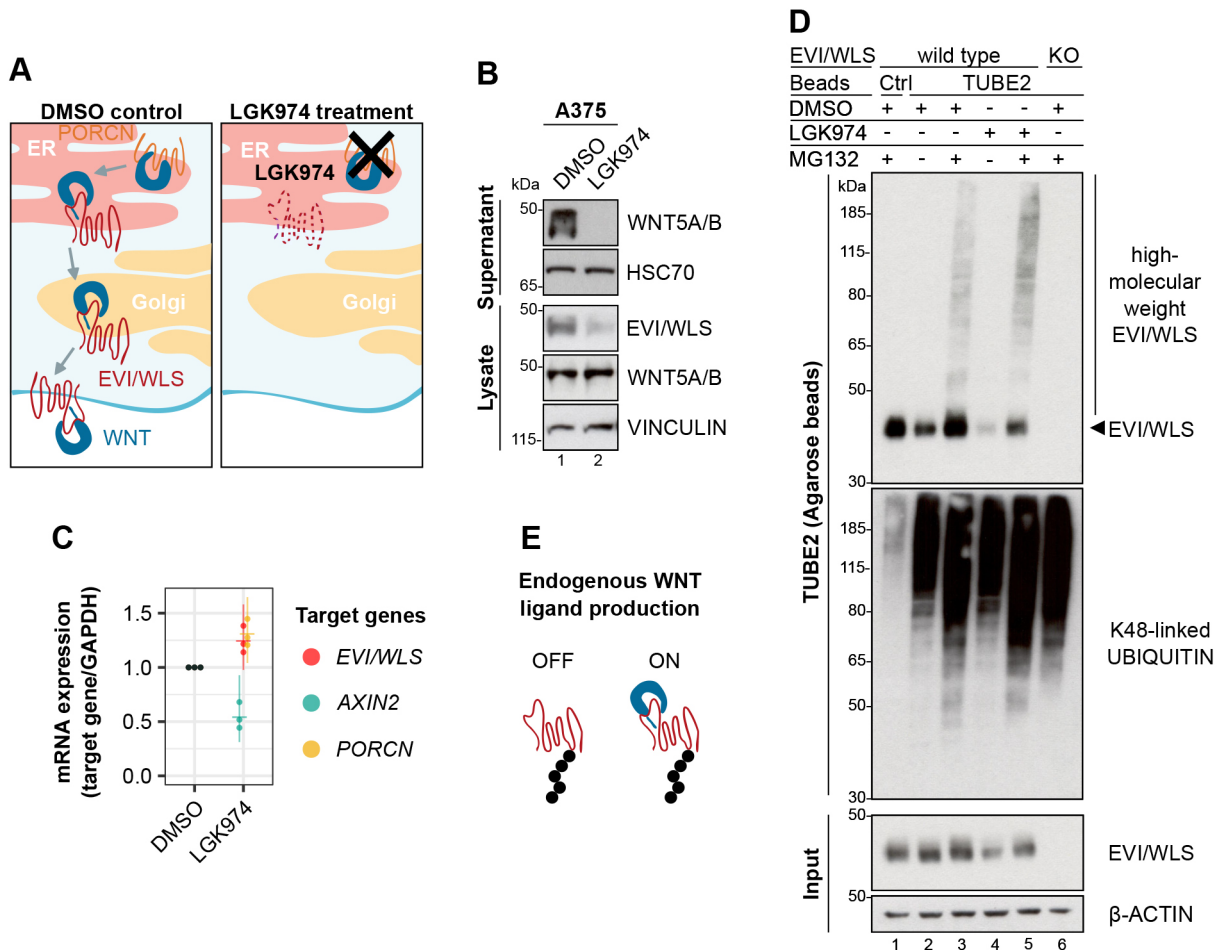 A
DMSO control
LGK974 treatment
PORCN
ER
ER
LGK974
Golgi
Golgi
EVI/WLS
WNT
B
A375
DMSO
LGK974
kDa
Supernatant
50-
WNT5A/B
HSC70
65-
Lysate
50-
EVI/WLS
50-
WNT5A/B
VINCULIN
115-
1 2
C
mRNA expression
(target gene/GAPDH)
1.5
1.0
0.5
0.0
DMSO
LGK974
Target genes
EVI/WLS
AXIN2
PORCN
D
EVI/WLS wild type KO
Beads Ctrl TUBE2
DMSO + + + - - +
LGK974 - - - + + -
MG132 + - + - + +
TUBE2 (Agarose beads)
kDa
185-
115-
80-
65-
50-
30-
high-
molecular
weight
EVI/WLS
EVI/WLS
185-
115-
80-
65-
50-
30-
K48-linked
UBIQUITIN
Input
50-
EVI/WLS
50-
β-ACTIN
1 2 3 4 5 6
E
Endogenous WNT
ligand production
OFF
ON